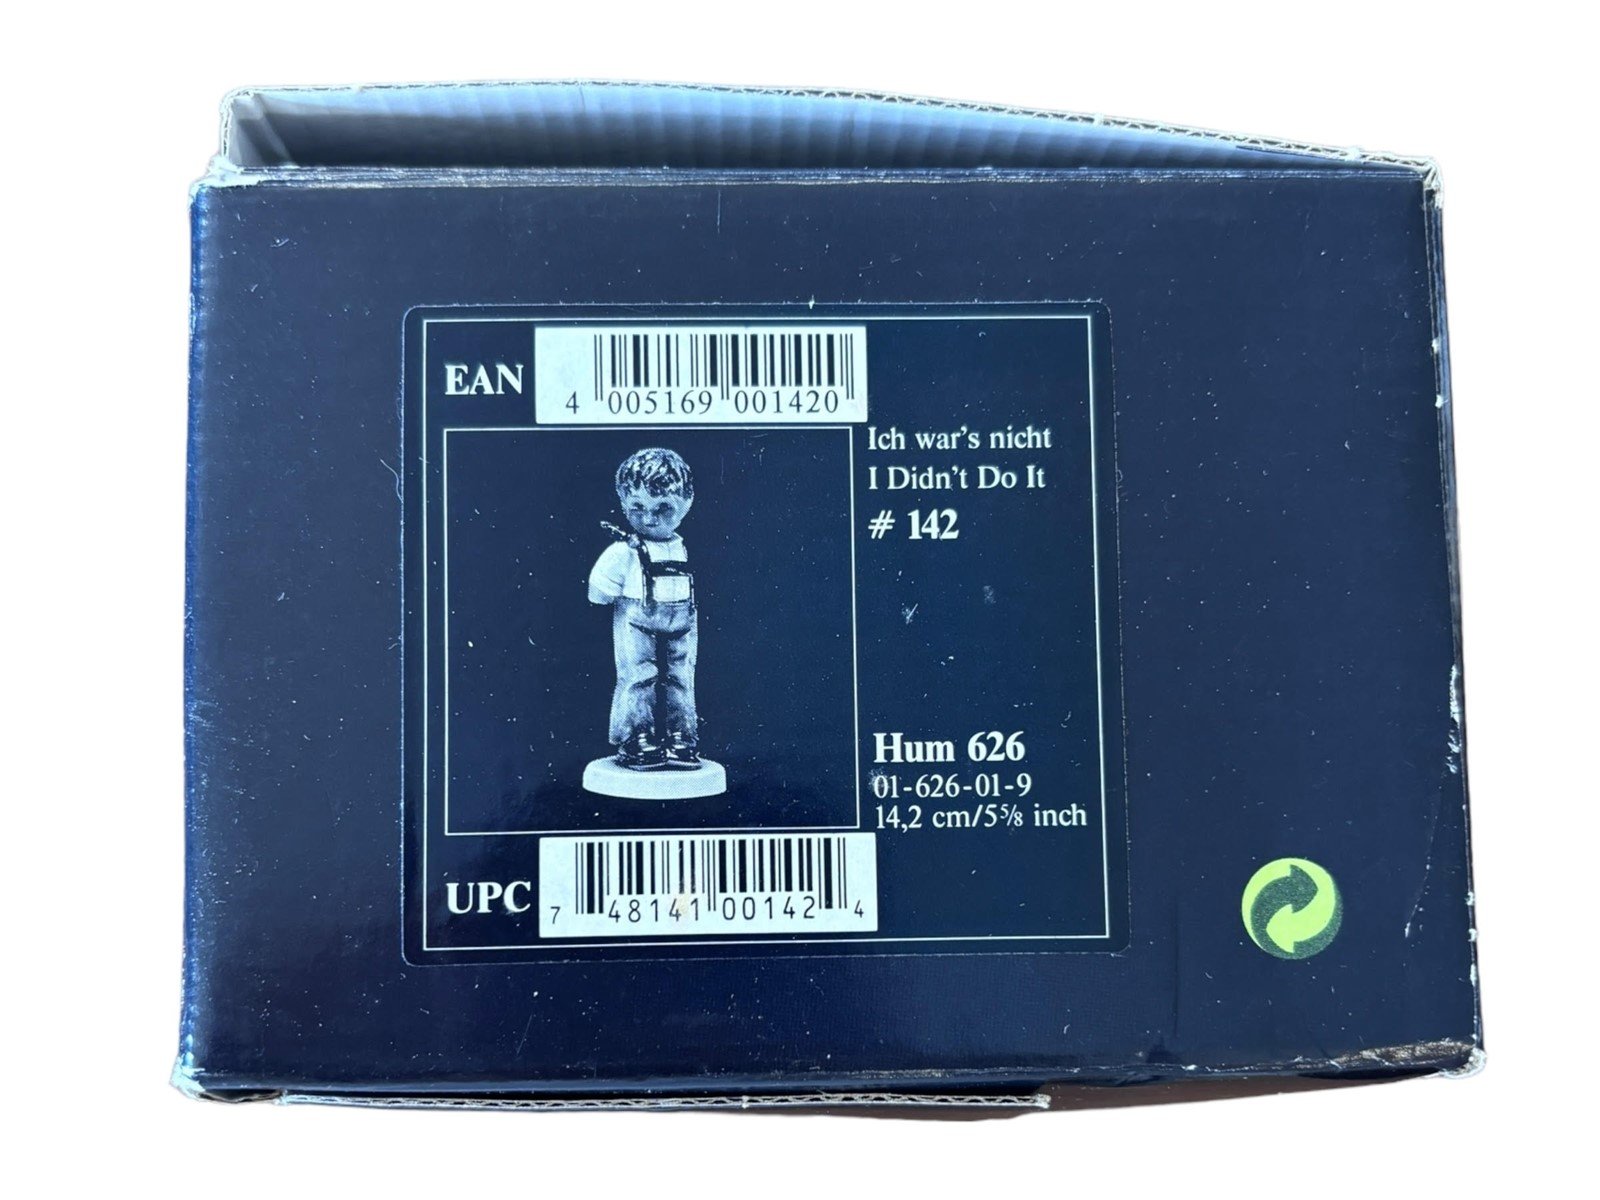 EAN
4 005169 001420
Ich war's nicht
I Didn't Do It
# 142
Hum 626
01-626-01-9
14,2 cm/5⅝ inch
UPC
7 48141 00142 4